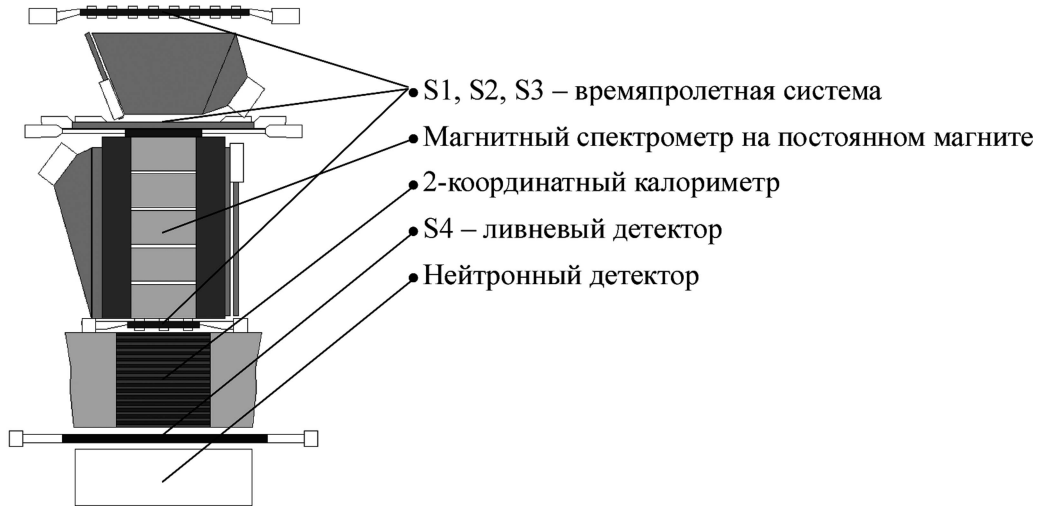 • S1, S2, S3 – времяпролетная система
• Магнитный спектрометр на постоянном магните
• 2-координатный калориметр
• S4 – ливневый детектор
• Нейтронный детектор